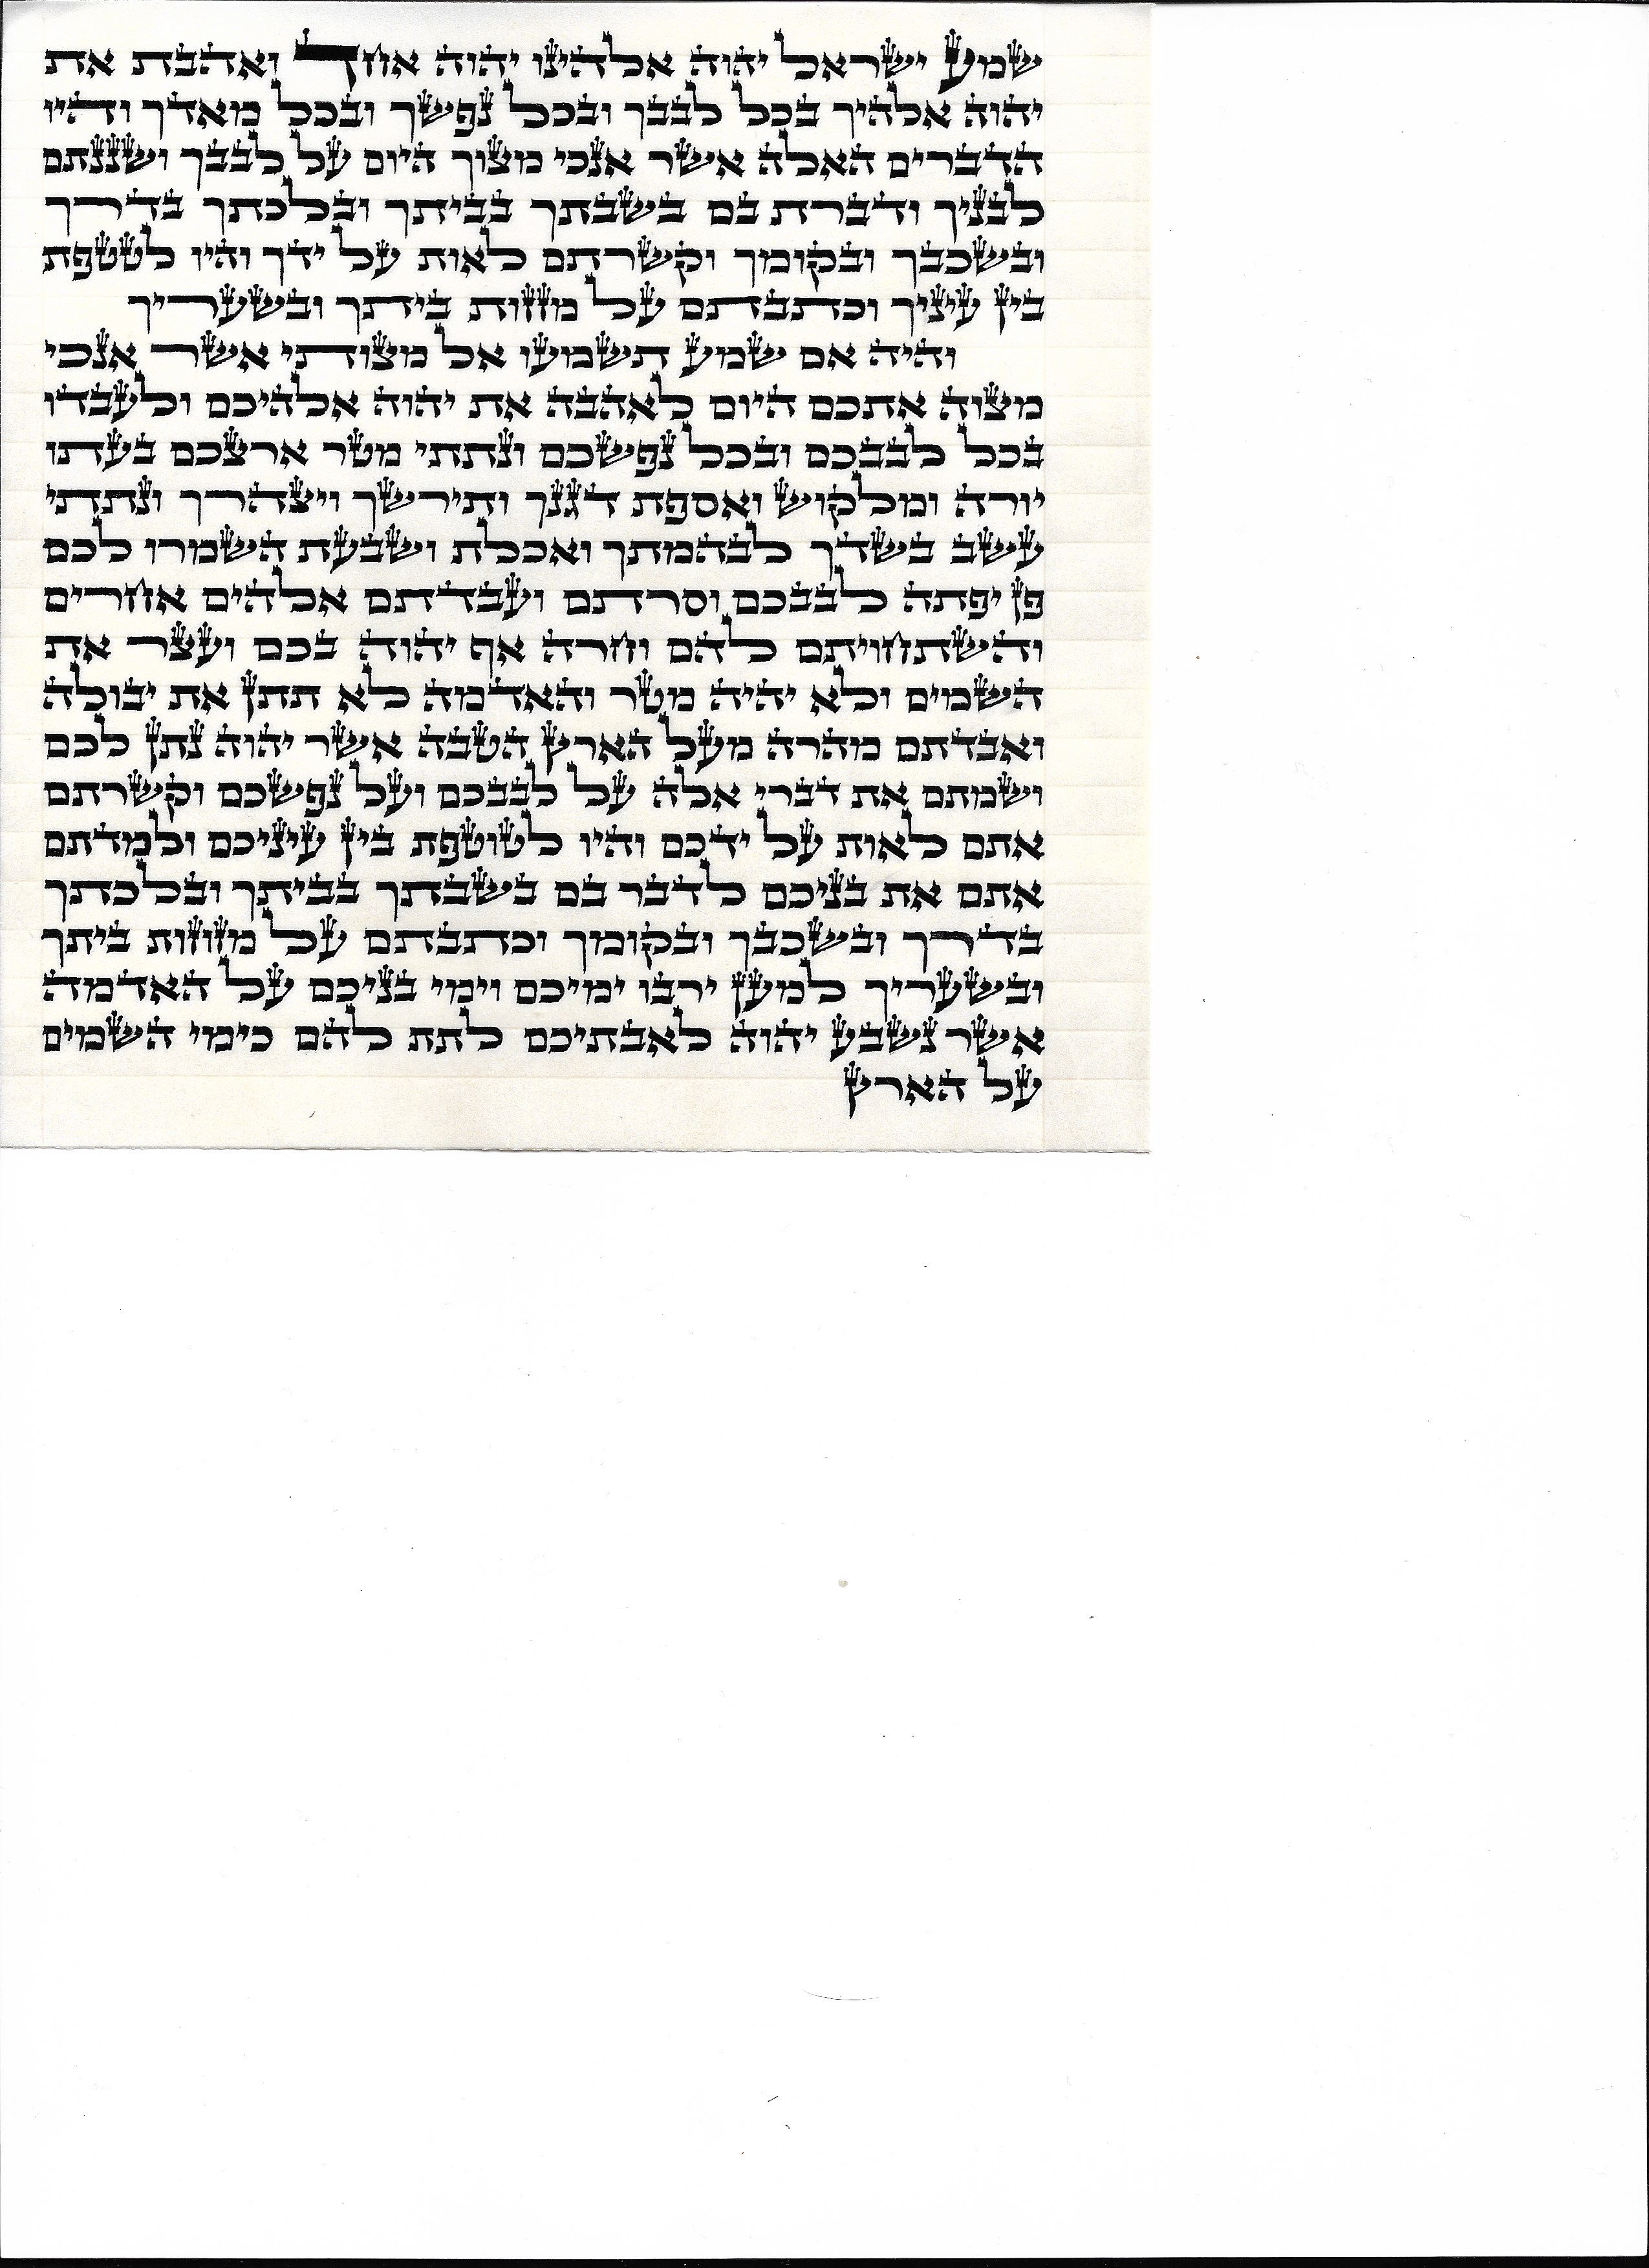 שמע ישראל יהוה אלהינו יהוה אחד ואהבת את
יהוה אלהיך בכל לבבך ובכל נפשך ובכל מאדך והיו
הדברים האלה אשר אנכי מצוך היום על לבבך ושננתם
לבניך ודברת בם בשבתך בביתך ובלכתך בדרך
ובשכבך ובקומך וקשרתם לאות על ידך והיו לטטפת
בין עיניך וכתבתם על מזזות ביתך ובשעריך
והיה אם שמע תשמעו אל מצותי אשר אנכי
מצוה אתכם היום לאהבה את יהוה אלהיכם ולעבדו
בכל לבבכם ובכל נפשכם ונתתי מטר ארצכם בעתו
יורה ומלקוש ואספת דגנך ותירשך ויצהרך ונתתי
עשב בשדך לבהמתך ואכלת ושבעת השמרו לכם
פן יפתה לבבכם וסרתם ועבדתם אלהים אחרים
והשתחויתם להם וחרה אף יהוה בכם ועצר את
השמים ולא יהיה מטר והאדמה לא תתן את יבולה
ואבדתם מהרה מעל הארץ הטבה אשר יהוה נתן לכם
ושמתם את דברי אלה על לבבכם ועל נפשכם וקשרתם
אתם לאות על ידכם והיו לטוטפת בין עיניכם ולמדתם
אתם את בניכם לדבר בם בשבתך בביתך ובלכתך
בדרך ובשכבך ובקומך וכתבתם על מזוזות ביתך
ובשעריך למען ירבו ימיכם וימי בניכם על האדמה
אשר נשבע יהוה לאבתיכם לתת להם כימי השמים
על הארץ